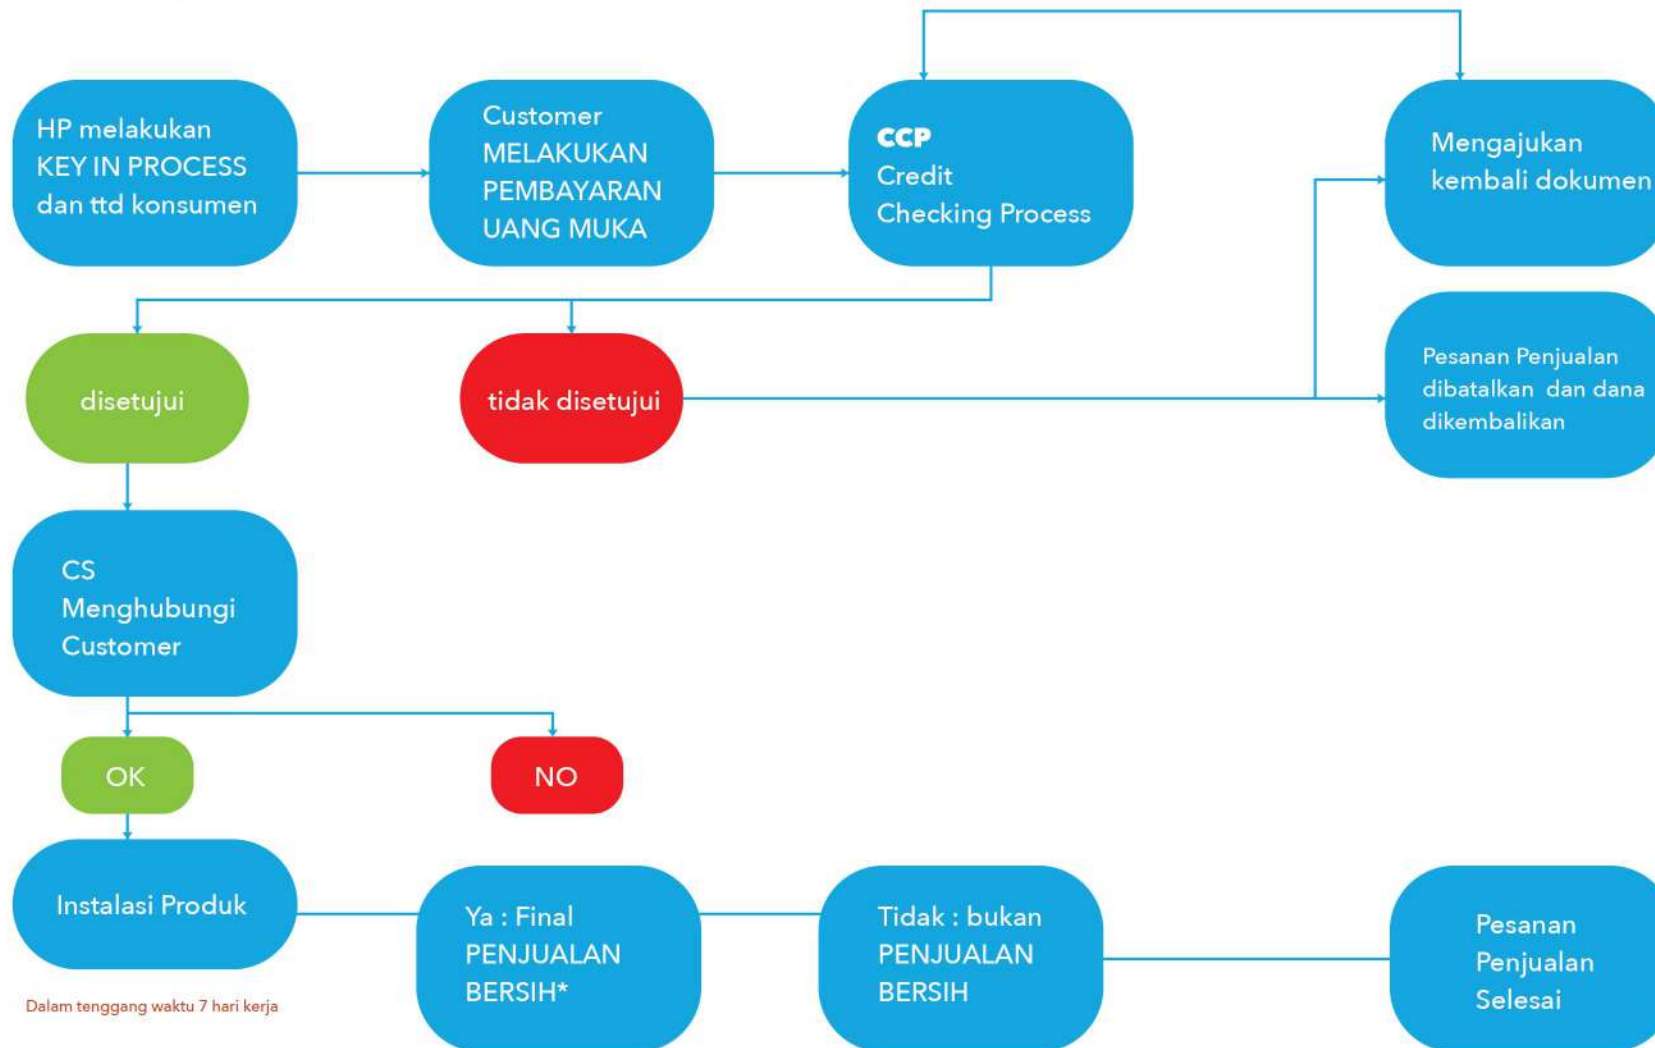 HP melakukan
KEY IN PROCESS
dan ttd konsumen
Customer
MELAKUKAN
PEMBAYARAN
UANG MUKA
CCP
Credit
Checking Process
Mengajukan
kembali dokumen
disetujui
tidak disetujui
Pesanan Penjualan
dibatalkan dan dana
dikembalikan
CS
Menghubungi
Customer
OK
NO
Instalasi Produk
Ya : Final
PENJUALAN
BERSIH*
Tidak : bukan
PENJUALAN
BERSIH
Pesanan
Penjualan
Selesai
Dalam tenggang waktu 7 hari kerja